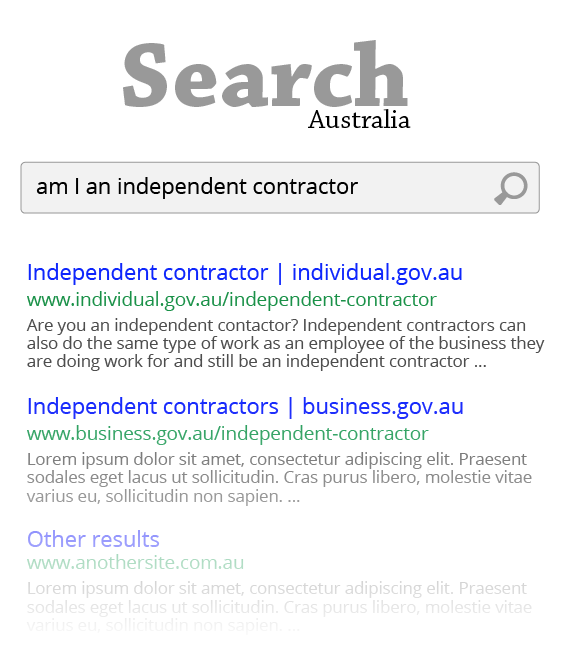 Search
Australia
am I an independent contractor
Independent contractor | individual.gov.au
www.individual.gov.au/independent-contractor
Are you an independent contactor? Independent contractors can
also do the same type of work as an employee of the business they
are doing work for and still be an independent contractor ...
Independent contractors | business.gov.au
www.business.gov.au/independent-contractor
Lorem ipsum dolor sit amet, consectetur adipiscing elit. Praesent
sodales eget lacus ut sollicitudin. Cras purus libero, molestie vitae
varius eu, sollicitudin non sapien. ...
Other results
www.anothersite.com.au
Lorem ipsum dolor sit amet, consectetur adipiscing elit. Praesent
sodales eget lacus ut sollicitudin. Cras purus libero, molestie vitae
varius eu, sollicitudin non sapien. ...